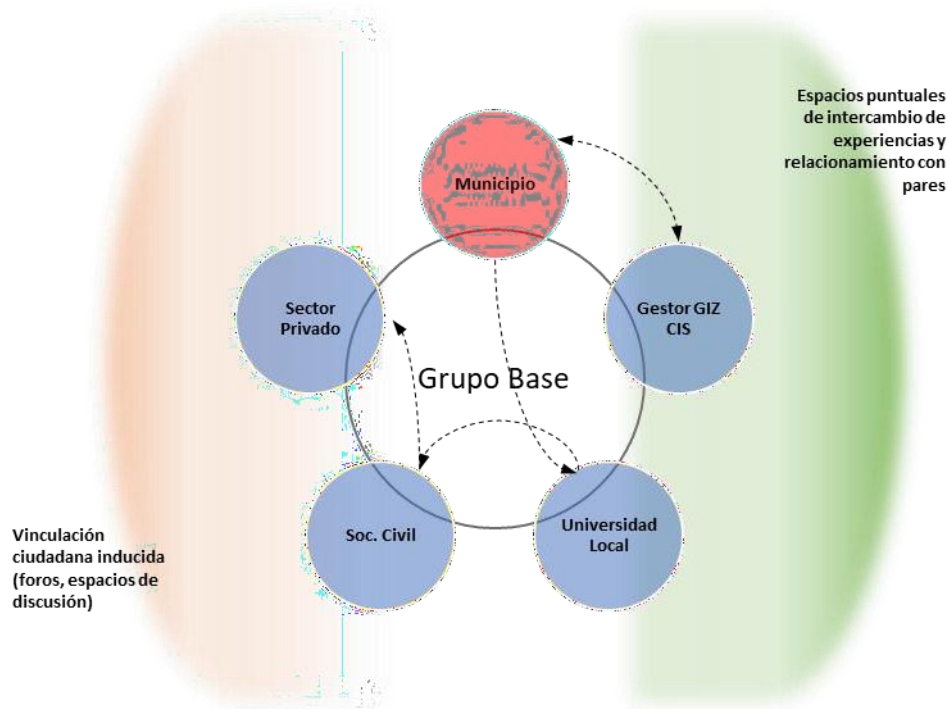 Espacios puntuales
de intercambio de
experiencias y
relacionamiento con
pares
Municipio
Sector
Privado
Gestor GIZ
CIS
Grupo Base
Soc. Civil
Universidad
Local
Vinculación
ciudadana inducida
(foros, espacios de
discusión)